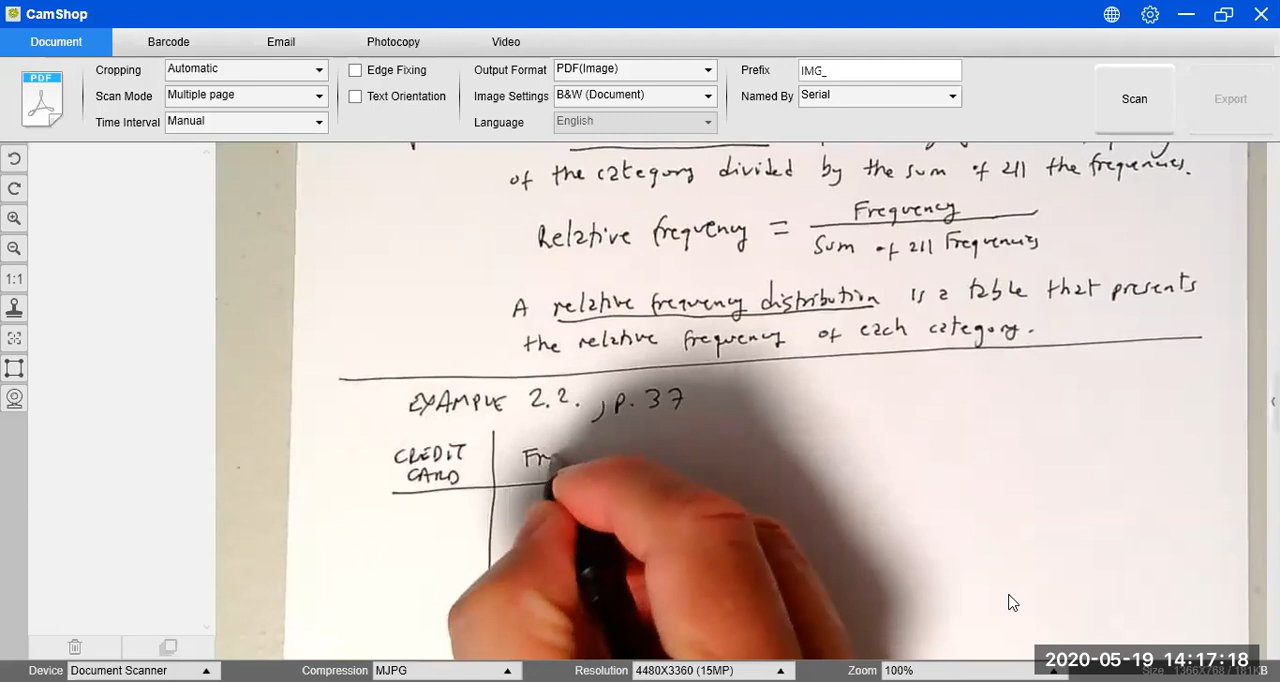 CamShop
Document Barcode Email Photocopy Video
PDF
Cropping Automatic Edge Fixing Output Format PDF(Image) Prefix IMG_
Scan Mode Multiple page Text Orientation Image Settings B&W (Document) Named By Serial Scan Export
Time Interval Manual Language English
1:1
of the category divided by the sum of all the frequencies.
Relative frequency = Frequency
Sum of all Frequencies
A relative frequency distribution is a table that presents
the relative frequency of each category.
EXAMPLE 2.2. , p. 37
CREDIT
CARD
Fr
2020-05-19 14:17:18
Device Document Scanner Compression MJPG Resolution 4480X3360 (15MP) Zoom 100%